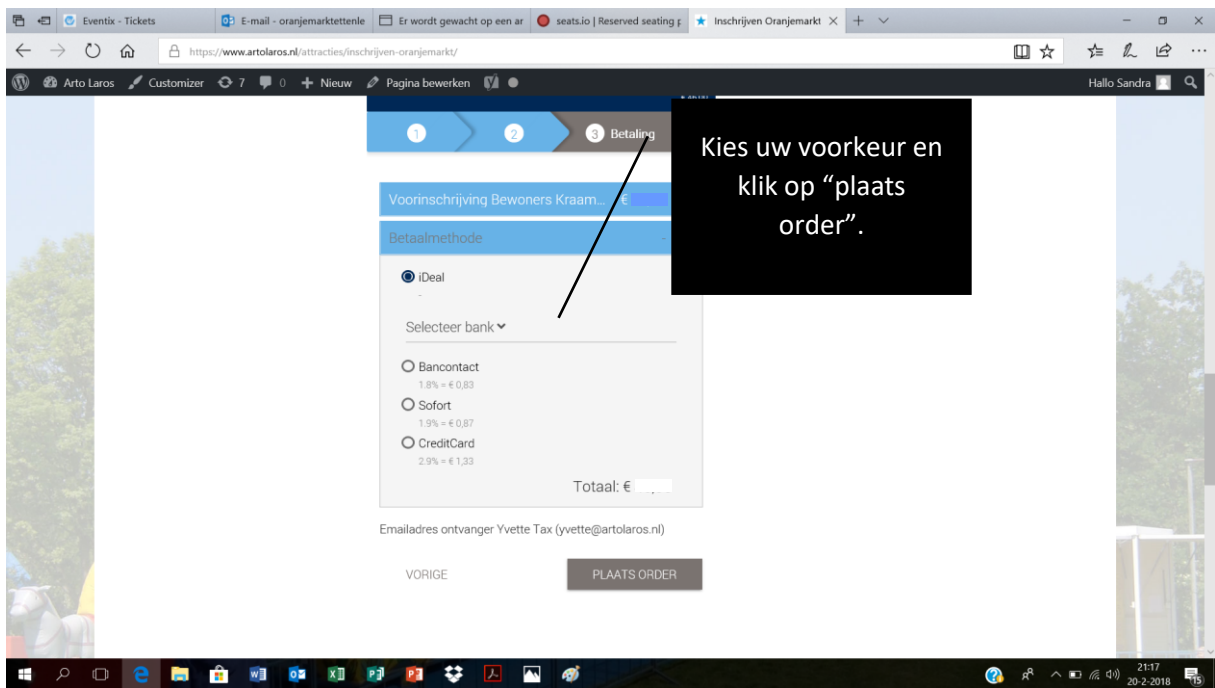 Eventix - Tickets
E-mail - oranjemarktettenle
Er wordt gewacht op een ar
seats.io | Reserved seating p
Inschrijven Oranjemarkt
https://www.artolaros.nl/attracties/inschrijven-oranjemarkt/
Arto Laros
Customizer
7
0
Nieuw
Pagina bewerken
Hallo Sandra
1
2
3 Betaling
Kies uw voorkeur en
klik op “plaats
order”.
Voorinschrijving Bewoners Kraam... €
Betaalmethode -
iDeal
-
Selecteer bank
Bancontact
1.8% = € 0,83
Sofort
1.9% = € 0,87
CreditCard
2.9% = € 1,33
Totaal: €
Emailadres ontvanger Yvette Tax (yvette@artolaros.nl)
VORIGE
PLAATS ORDER
21:17
20-2-2018
15